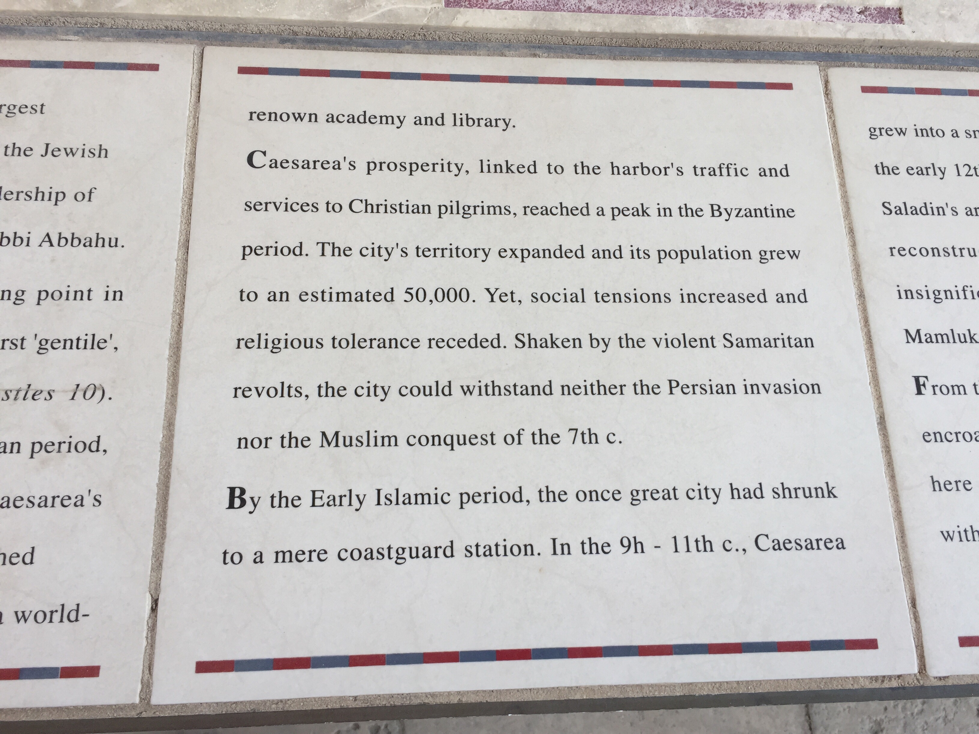 rgest
the Jewish
lership of
bbi Abbahu.
ng point in
rst 'gentile',
stles 10).
an period,
aesarea's
hed
world-
renown academy and library.
Caesarea's prosperity, linked to the harbor's traffic and
services to Christian pilgrims, reached a peak in the Byzantine
period. The city's territory expanded and its population grew
to an estimated 50,000. Yet, social tensions increased and
religious tolerance receded. Shaken by the violent Samaritan
revolts, the city could withstand neither the Persian invasion
nor the Muslim conquest of the 7th c.
By the Early Islamic period, the once great city had shrunk
to a mere coastguard station. In the 9h - 11th c., Caesarea
grew into a sr
the early 12t
Saladin's ar
reconstru
insignific
Mamluk
From t
encroa
here
with